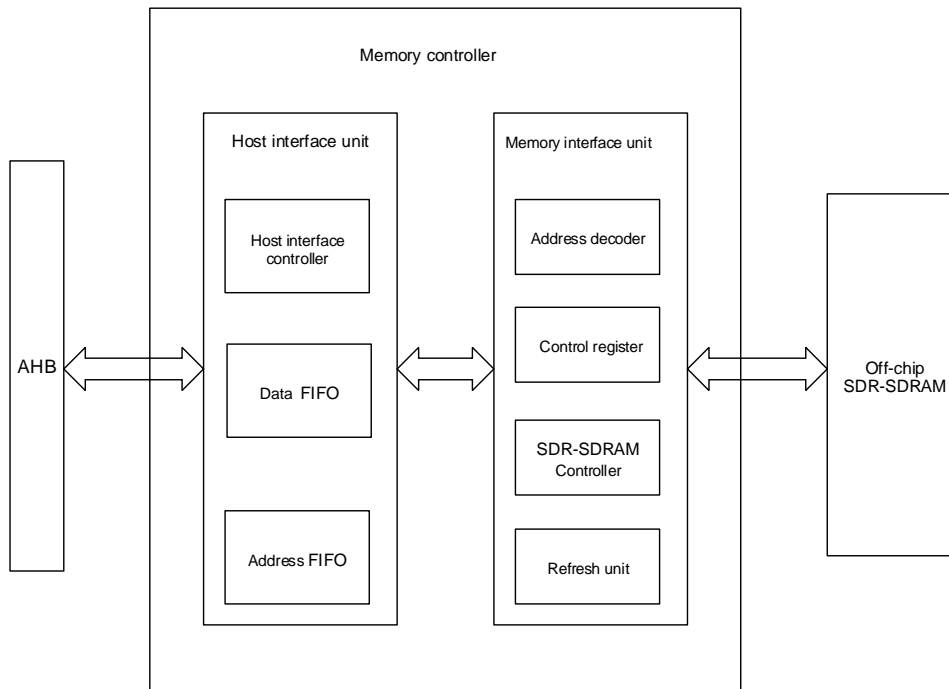 Memory controller
Host interface unit
Memory interface unit
Host interface
controller
Address decoder
Control register
AHB
Data FIFO
Off-chip
SDR-SDRAM
SDR-SDRAM
Controller
Address FIFO
Refresh unit